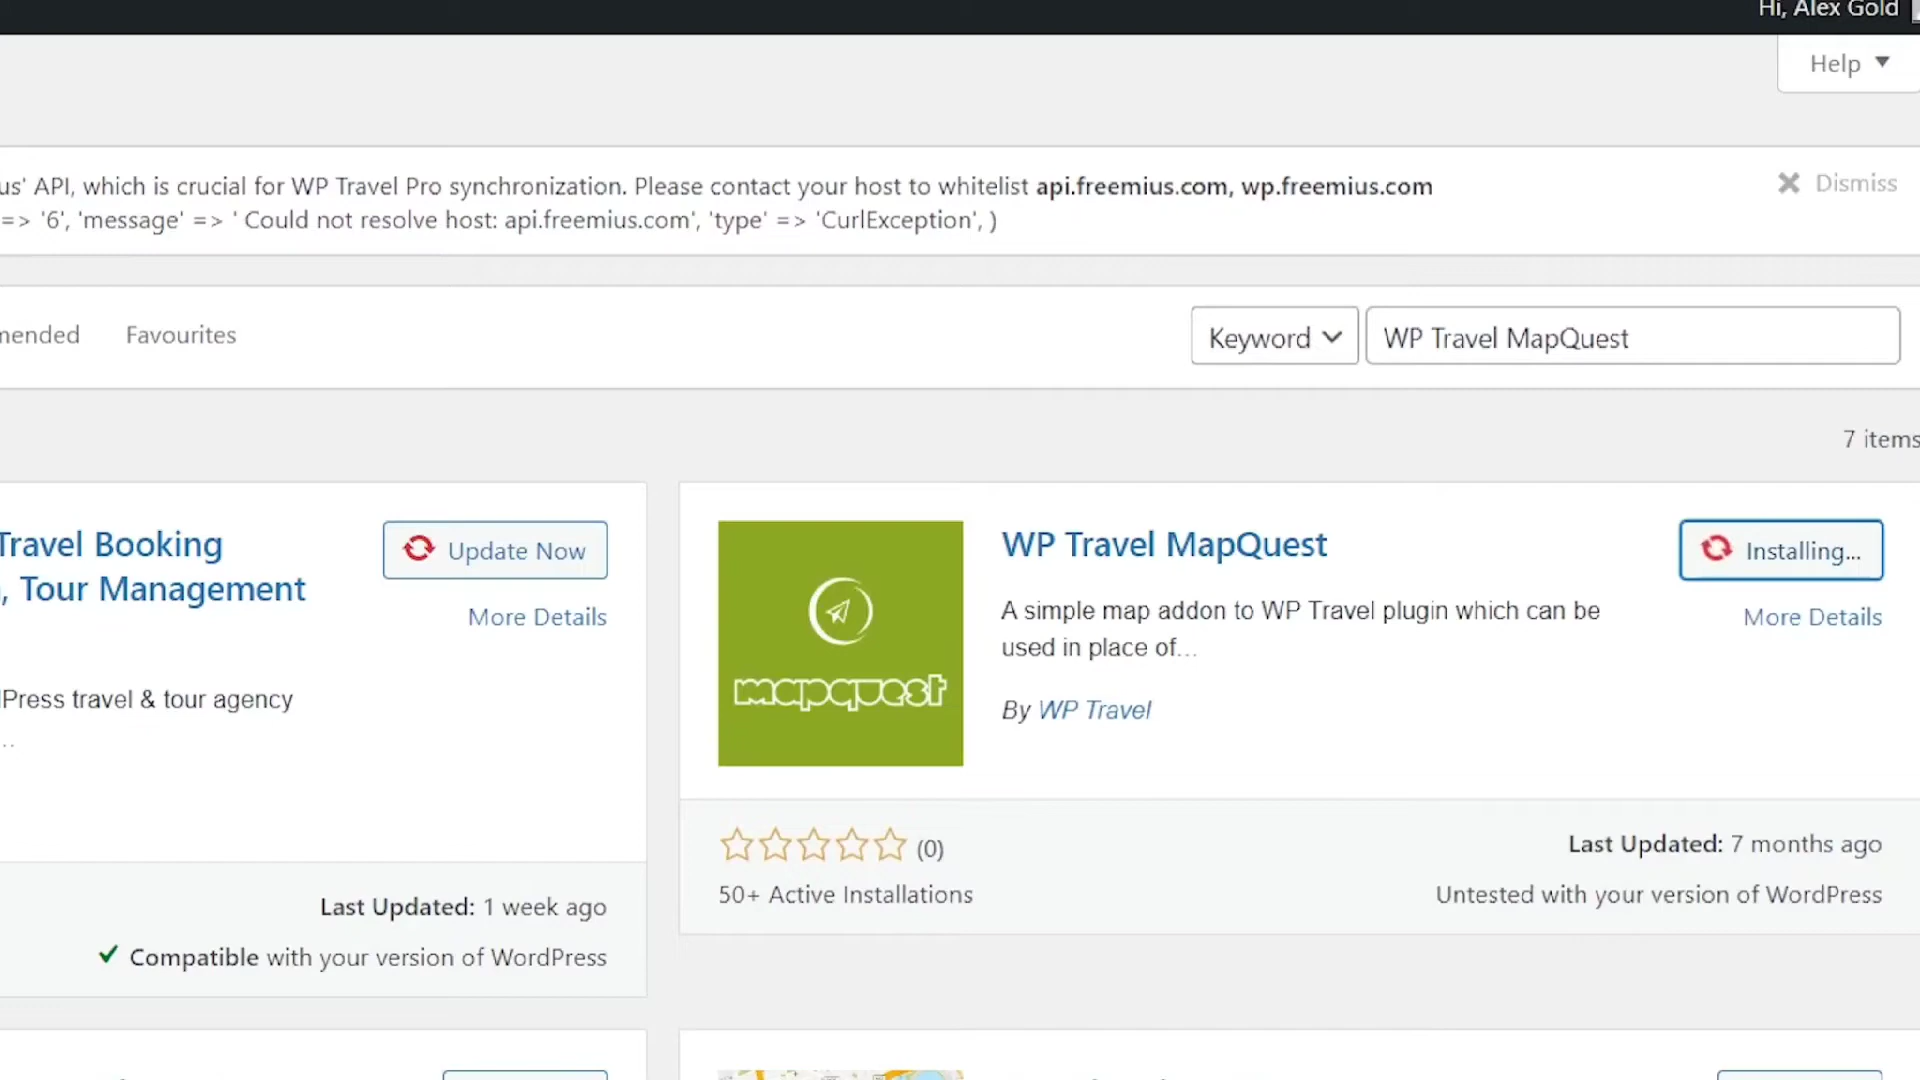 Hi, Alex Gold
Help
us' API, which is crucial for WP Travel Pro synchronization. Please contact your host to whitelist api.freemius.com, wp.freemius.com
Dismiss
=> '6', 'message' => ' Could not resolve host: api.freemius.com', 'type' => 'CurlException', )
mended
Favourites
Keyword
WP Travel MapQuest
7 items
Travel Booking
, Tour Management
Update Now
More Details
Press travel & tour agency
..
Last Updated: 1 week ago
Compatible with your version of WordPress
mapquest
WP Travel MapQuest
Installing...
More Details
A simple map addon to WP Travel plugin which can be
used in place of...
By WP Travel
(0)
50+ Active Installations
Last Updated: 7 months ago
Untested with your version of WordPress